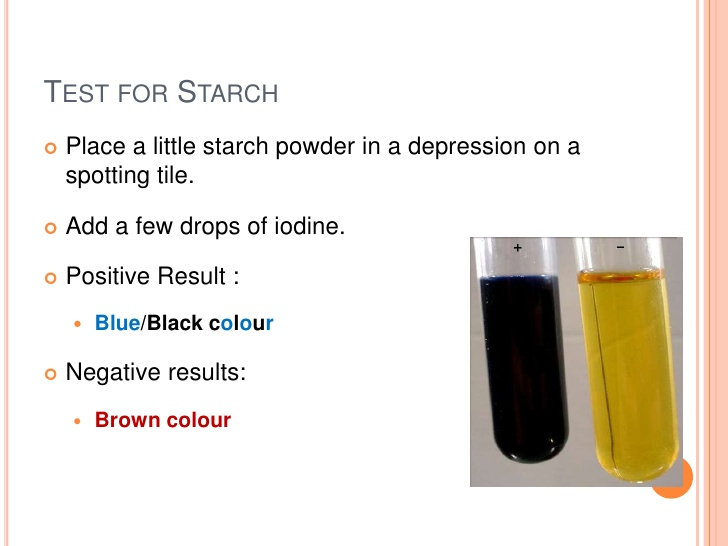 TEST FOR STARCH
Place a little starch powder in a depression on a
spotting tile.
Add a few drops of iodine.
Positive Result :
Blue/Black colour
Negative results:
Brown colour
+ −